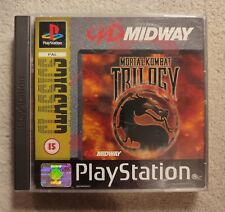 PlayStation
PAL
MIDWAY
CLASSICS
MORTAL KOMBAT
TRILOGY
15
MIDWAY
PlayStation